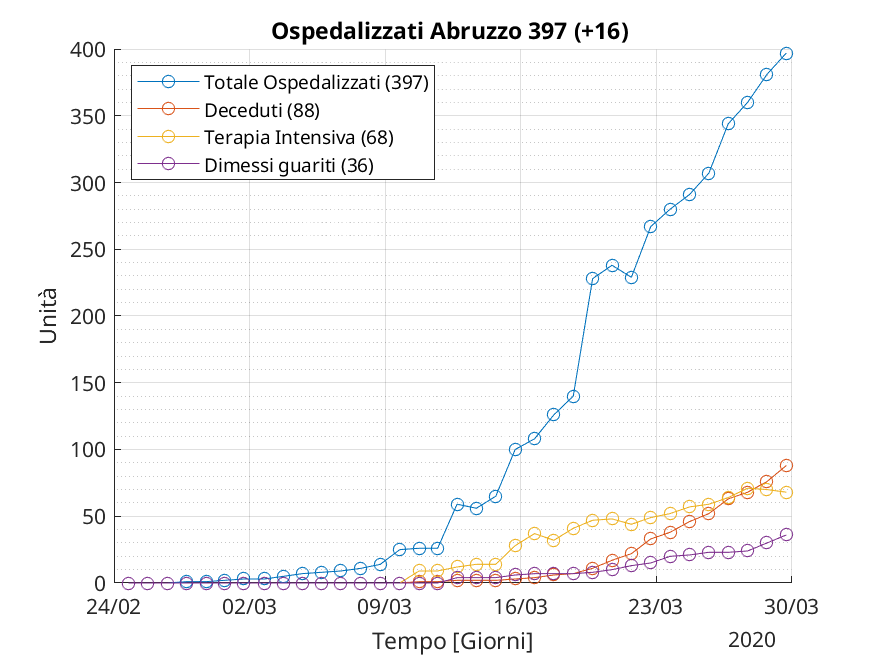 Ospedalizzati Abruzzo 397 (+16)
Totale Ospedalizzati (397)
Deceduti (88)
Terapia Intensiva (68)
Dimessi guariti (36)
400
350
300
250
200
150
100
50
0
Unità
24/02 02/03 09/03 16/03 23/03 30/03
Tempo [Giorni]
2020